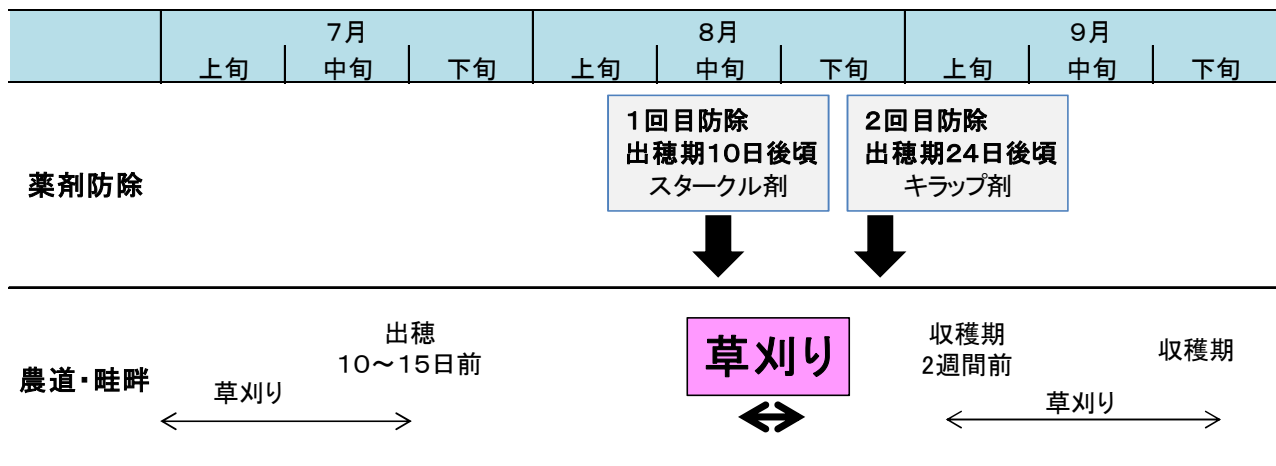 7月 8月 9月
上旬 中旬 下旬 上旬 中旬 下旬 上旬 中旬 下旬
薬剤防除
1回目防除
出穂期10日後頃
スタークル剤
2回目防除
出穂期24日後頃
キラップ剤
農道・畦畔
草刈り
出穂
10～15日前
草刈り
収穫期
2週間前
草刈り
収穫期